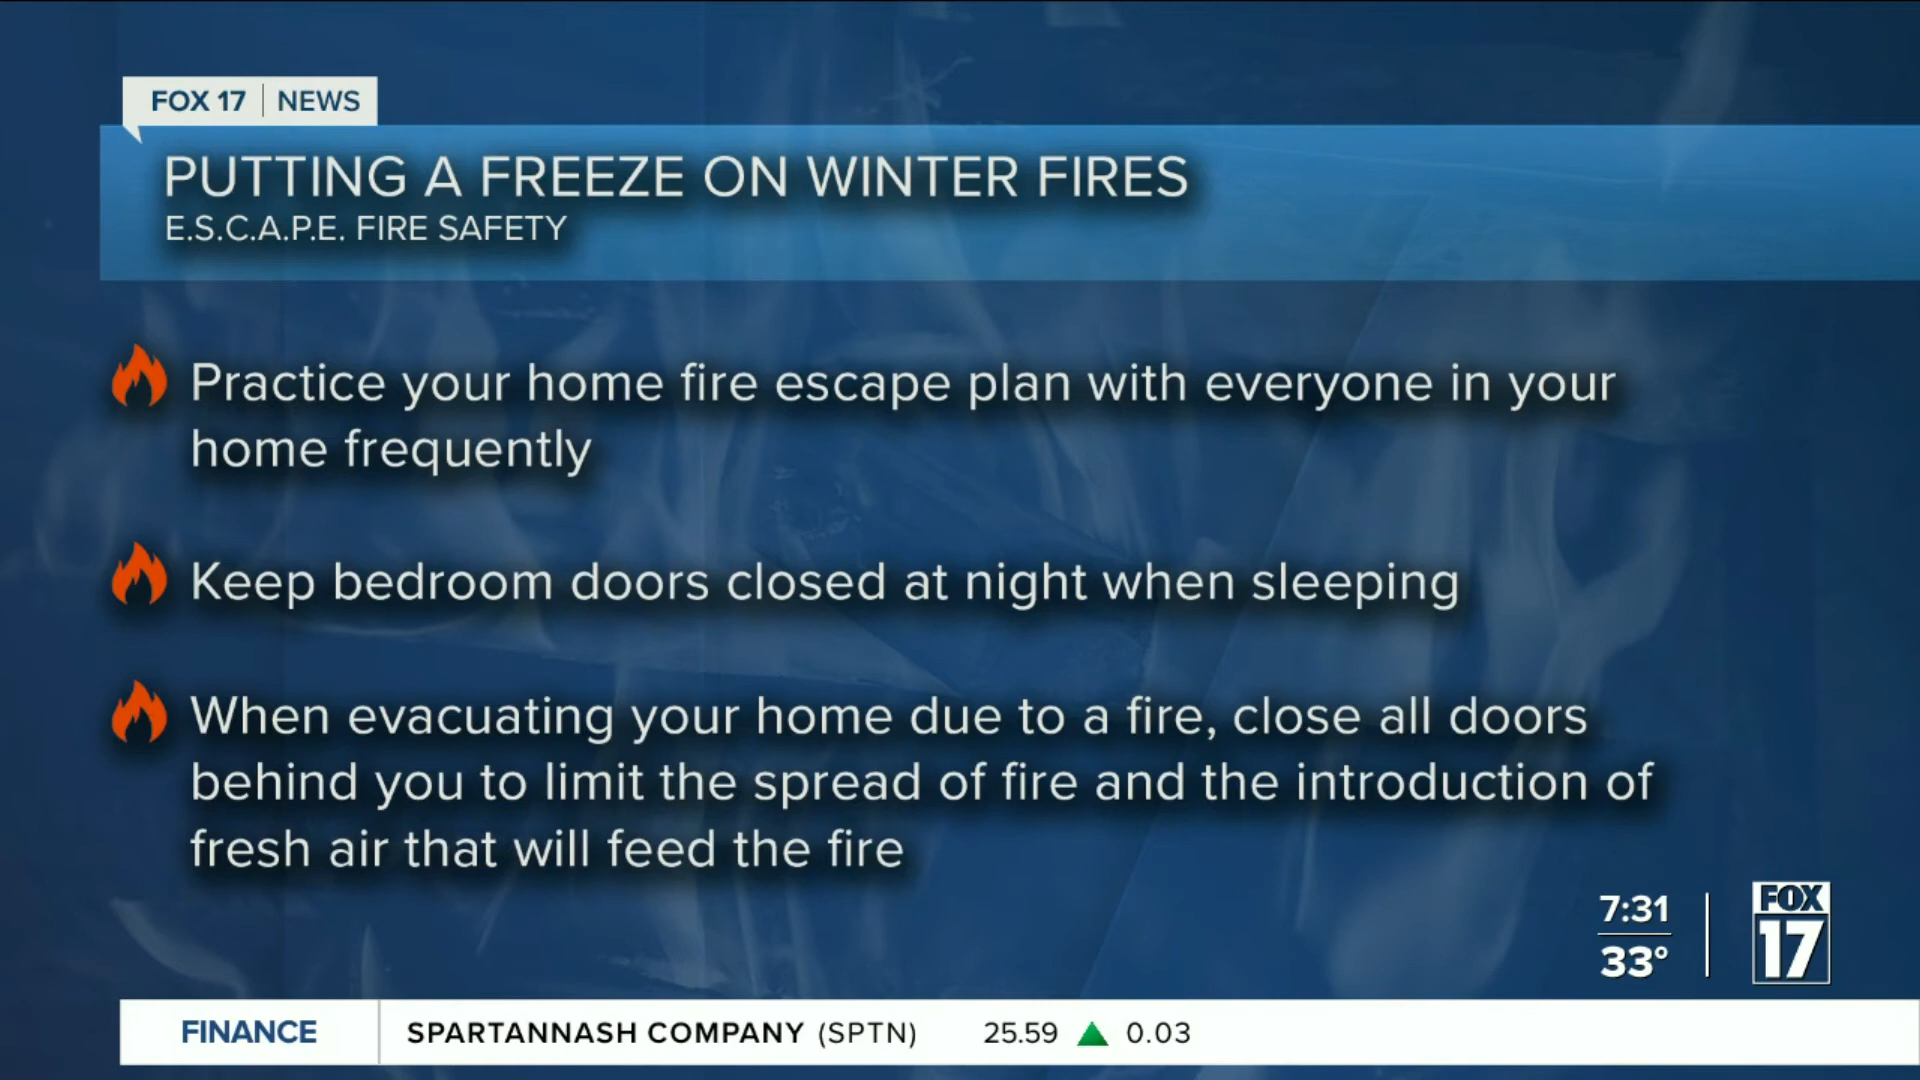 FOX 17 | NEWS
PUTTING A FREEZE ON WINTER FIRES
E.S.C.A.P.E. FIRE SAFETY
Practice your home fire escape plan with everyone in your
home frequently
Keep bedroom doors closed at night when sleeping
When evacuating your home due to a fire, close all doors
behind you to limit the spread of fire and the introduction of
fresh air that will feed the fire
7:31
33°
FOX
17
FINANCE SPARTANNASH COMPANY (SPTN) 25.59 ▲ 0.03